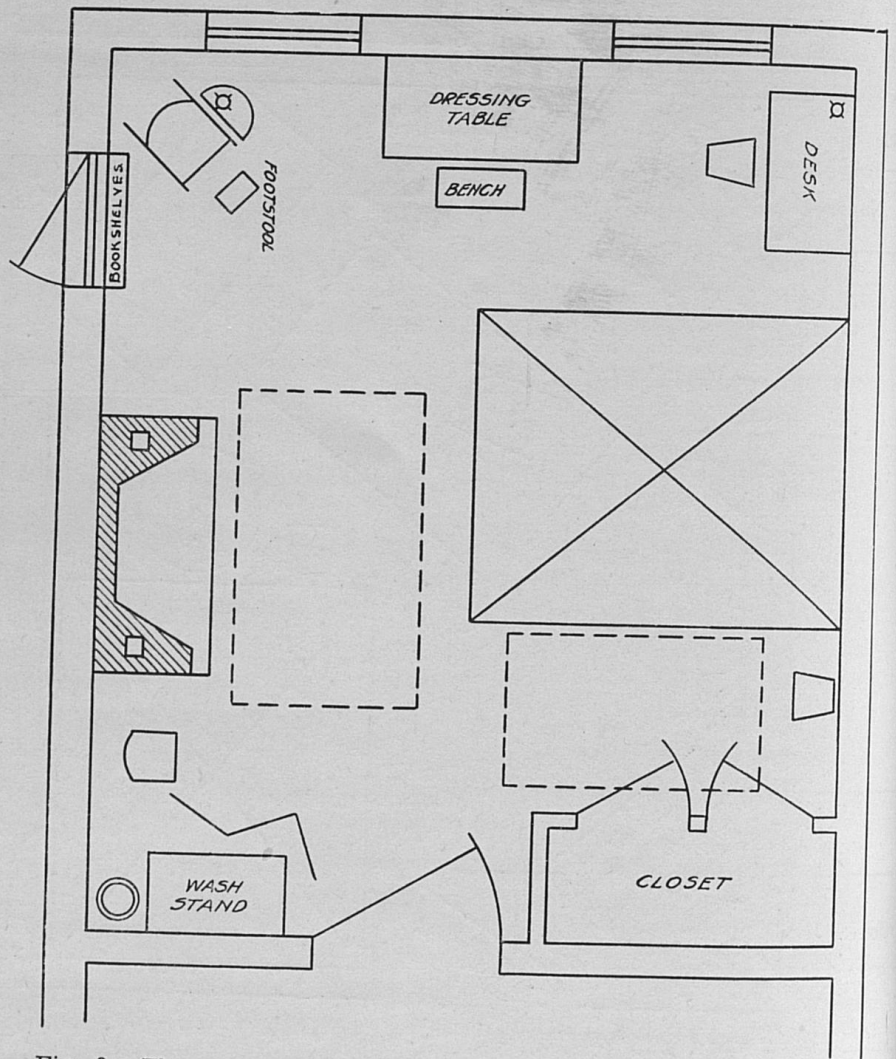 DRESSING
TABLE
BENCH
DESK
FOOTSTOOL
BOOKSHELVES
WASH
STAND
CLOSET